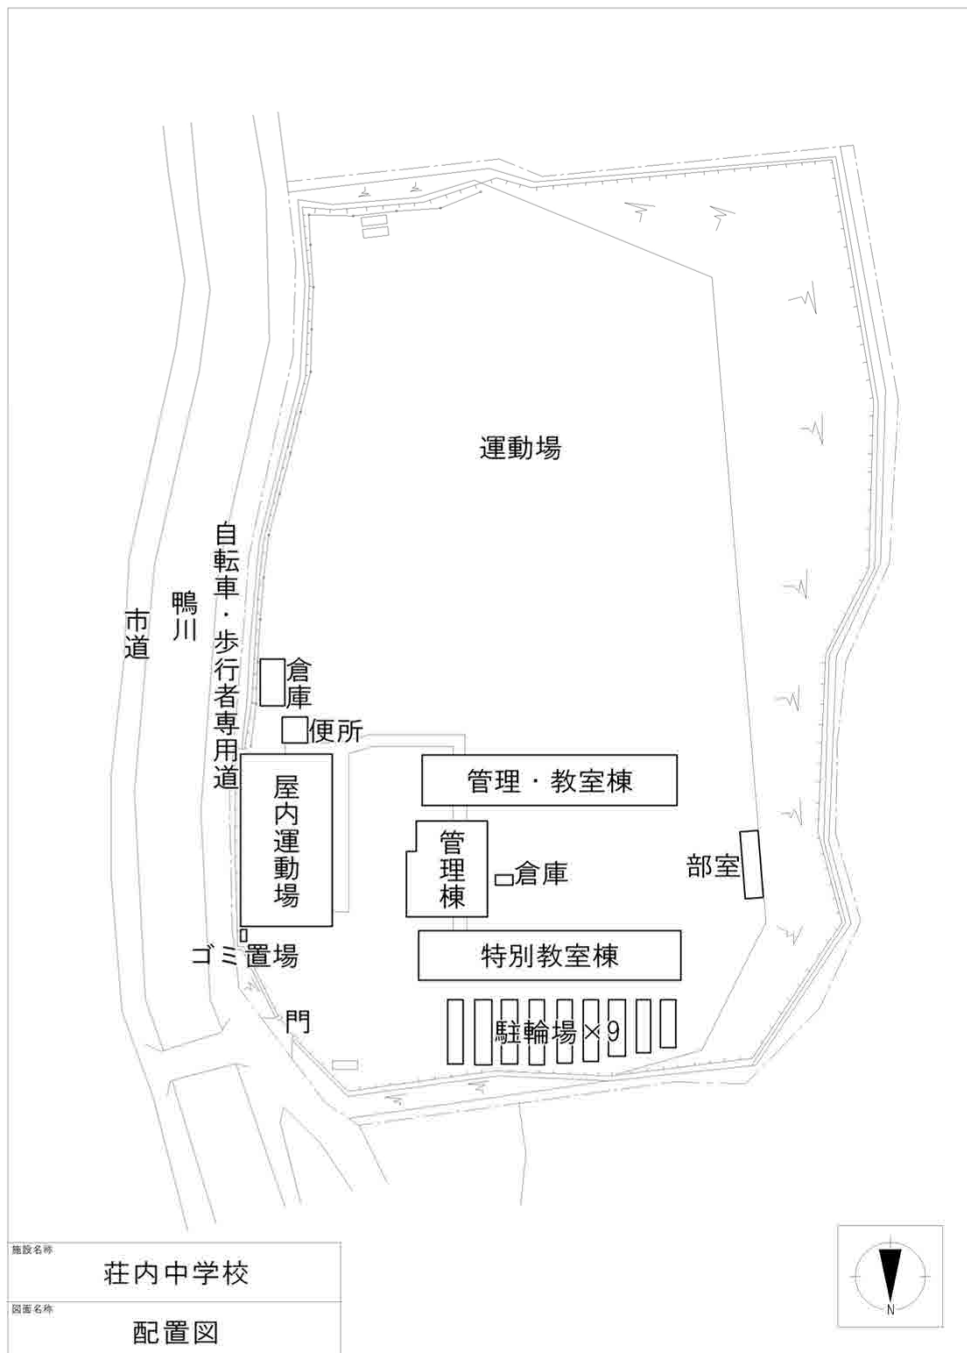 運動場
自転車・歩行者専用道
鴨川
市道
倉庫
便所
屋内運動場
管理・教室棟
管理棟
倉庫
部室
ゴミ置場
特別教室棟
門
駐輪場×9
施設名称
荘内中学校
図面名称
配置図
N